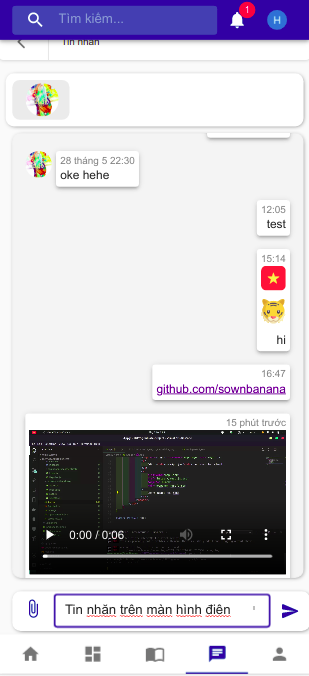 Tìm kiếm...
1
H
Tin nhắn
28 tháng 5 22:30
oke hehe
12:05
test
15:14
hi
16:47
github.com/sownbanana
15 phút trước
0:00 / 0:06
Tin nhăn trên màn hình điện